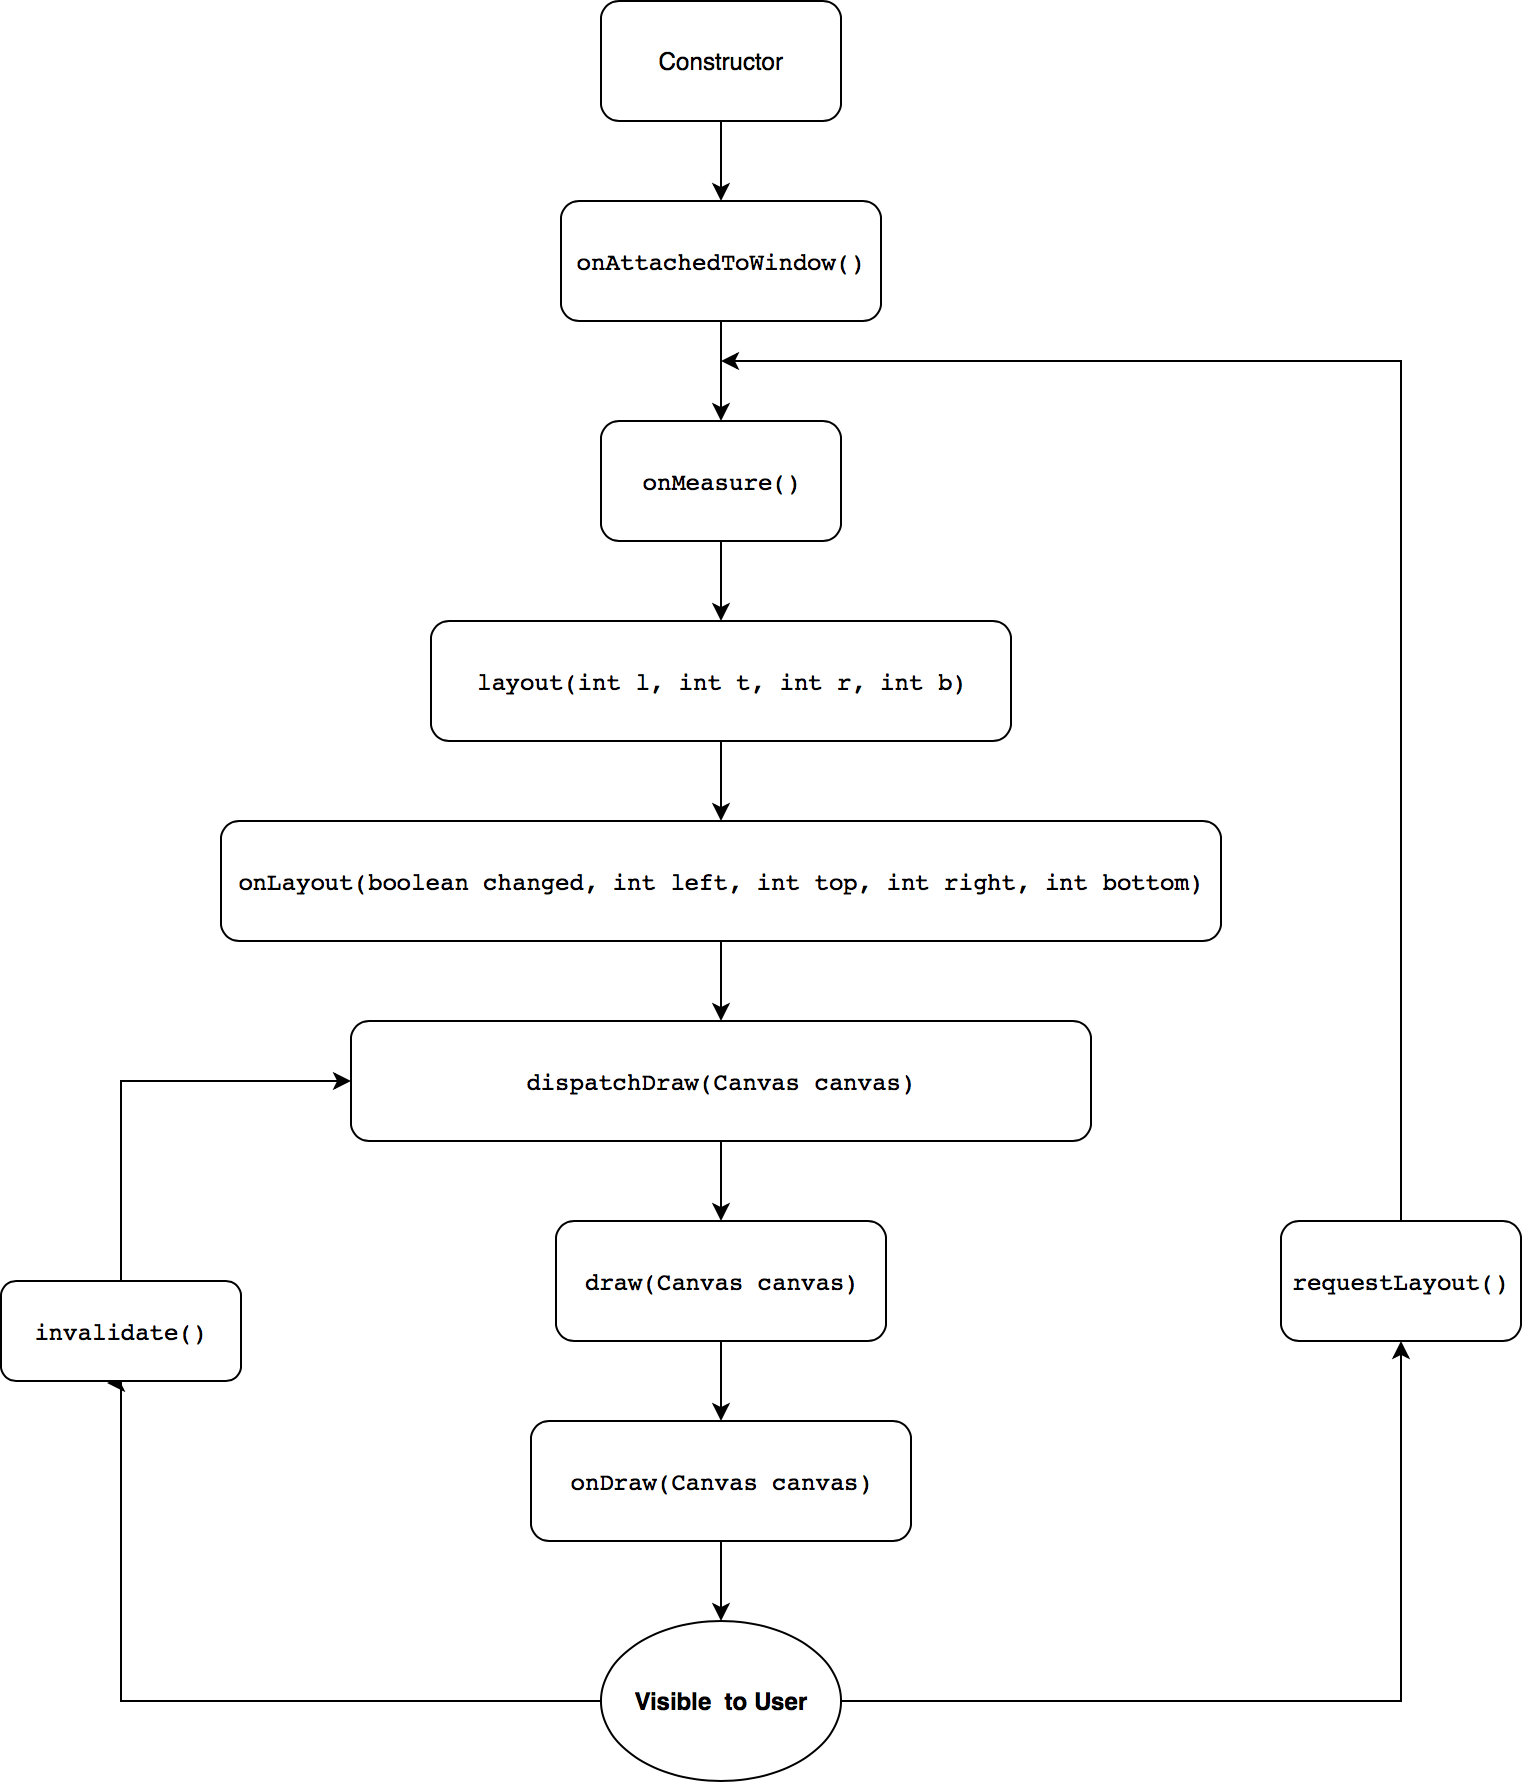 Constructor
onAttachedToWindow()
onMeasure()
layout(int l, int t, int r, int b)
onLayout(boolean changed, int left, int top, int right, int bottom)
dispatchDraw(Canvas canvas)
draw(Canvas canvas)
requestLayout()
invalidate()
onDraw(Canvas canvas)
Visible  to User